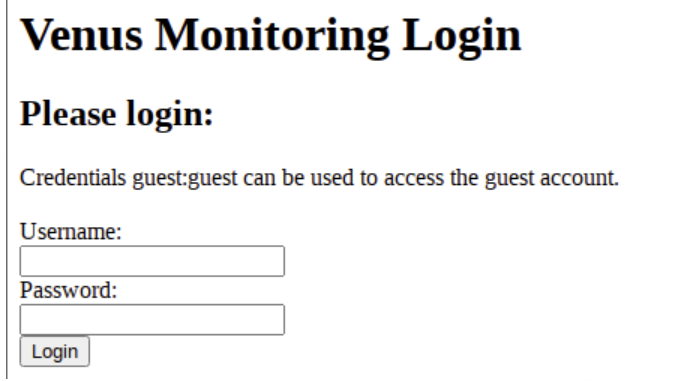 Venus Monitoring Login
Please login:
Credentials guest:guest can be used to access the guest account.
Username:
Password:
Login